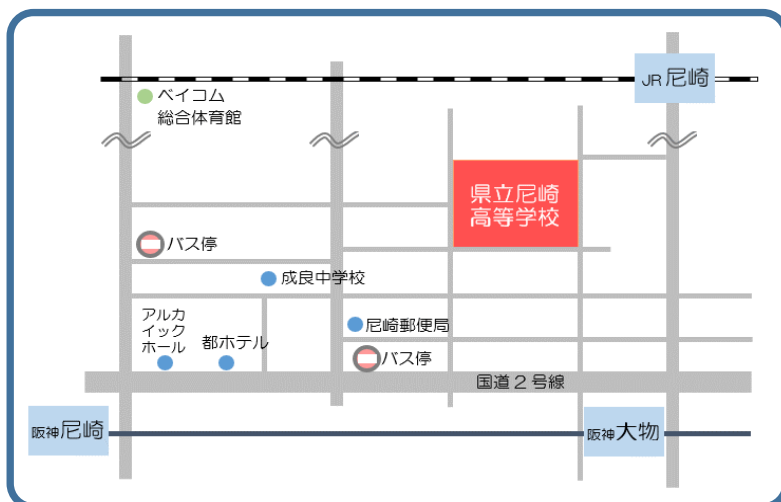 JR 尼崎
ベイコム
総合体育館
県立尼崎
高等学校
バス停
成良中学校
アルカ
イック
ホール
都ホテル
尼崎郵便局
バス停
国道２号線
阪神 尼崎
阪神 大物